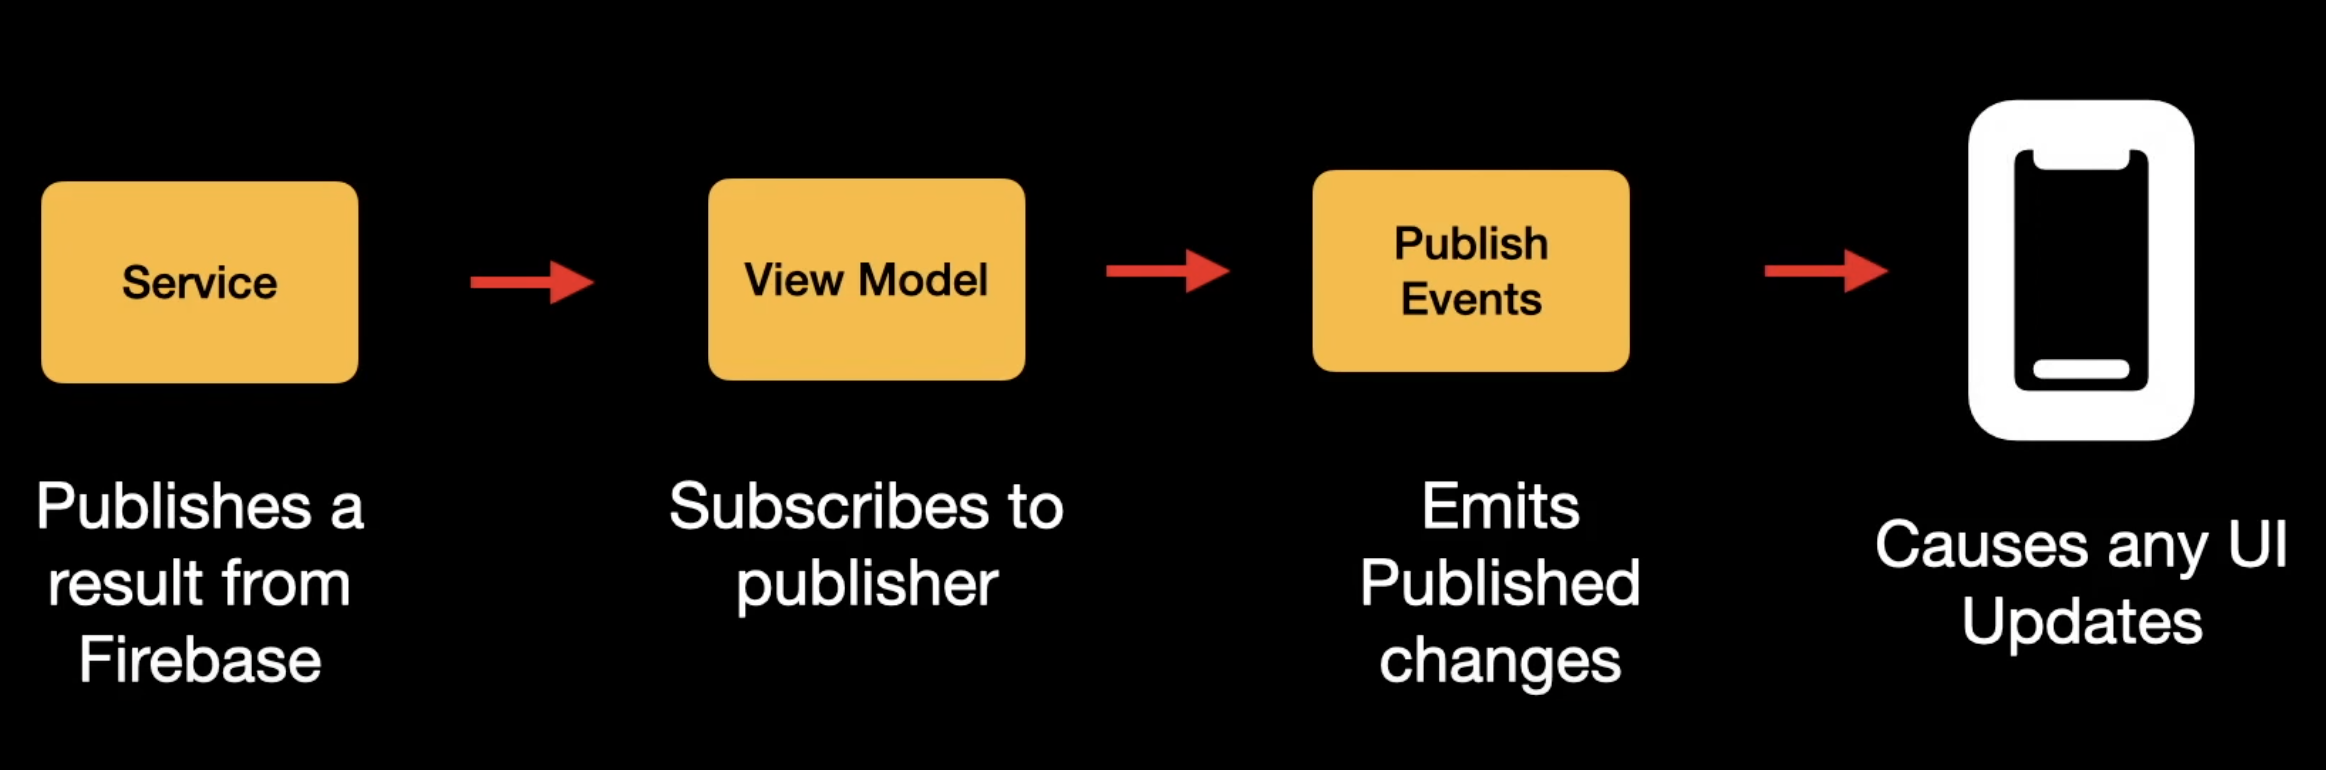 Service
View Model
Publish
Events
Publishes a
result from
Firebase
Subscribes to
publisher
Emits
Published
changes
Causes any UI
Updates